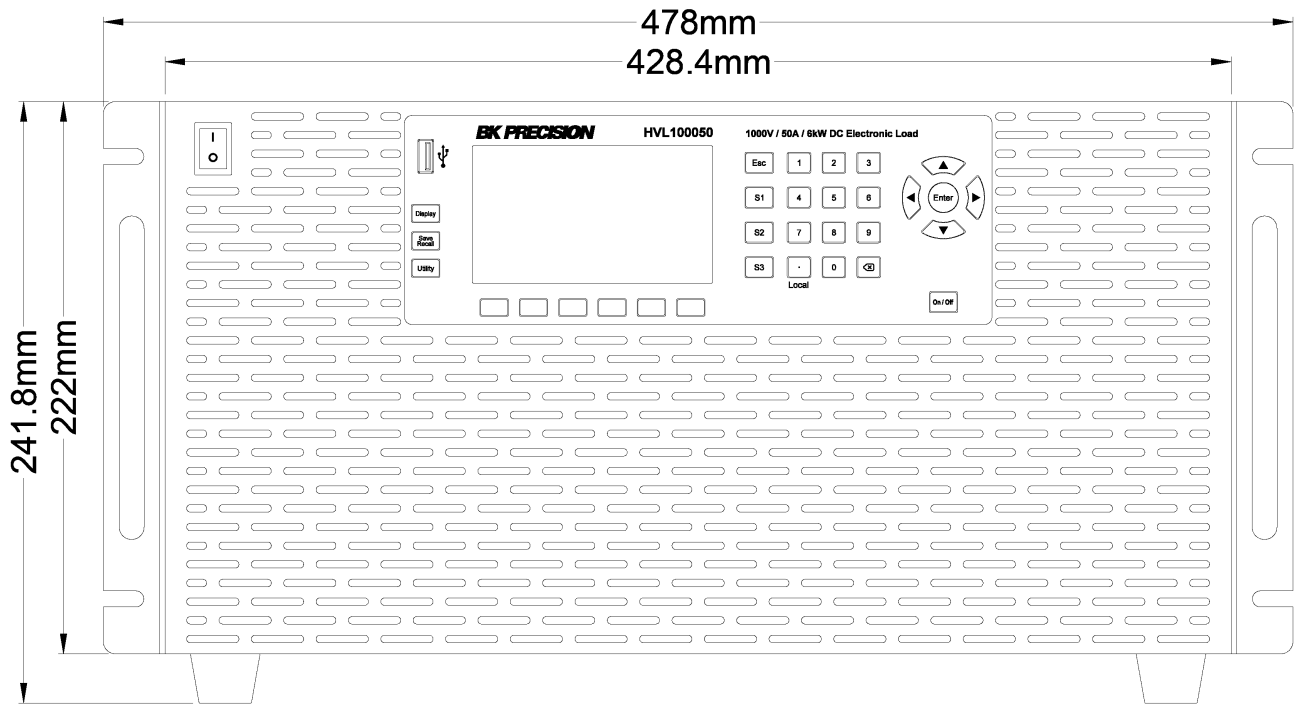 478mm
428.4mm
241.8mm
222mm
I
O
BK PRECISION HVL100050 1000V / 50A / 6kW DC Electronic Load
Esc 1 2 3
S1 4 5 6
S2 7 8 9
S3 . 0
Local
Display
Save
Recall
Utility
Enter
On / Off